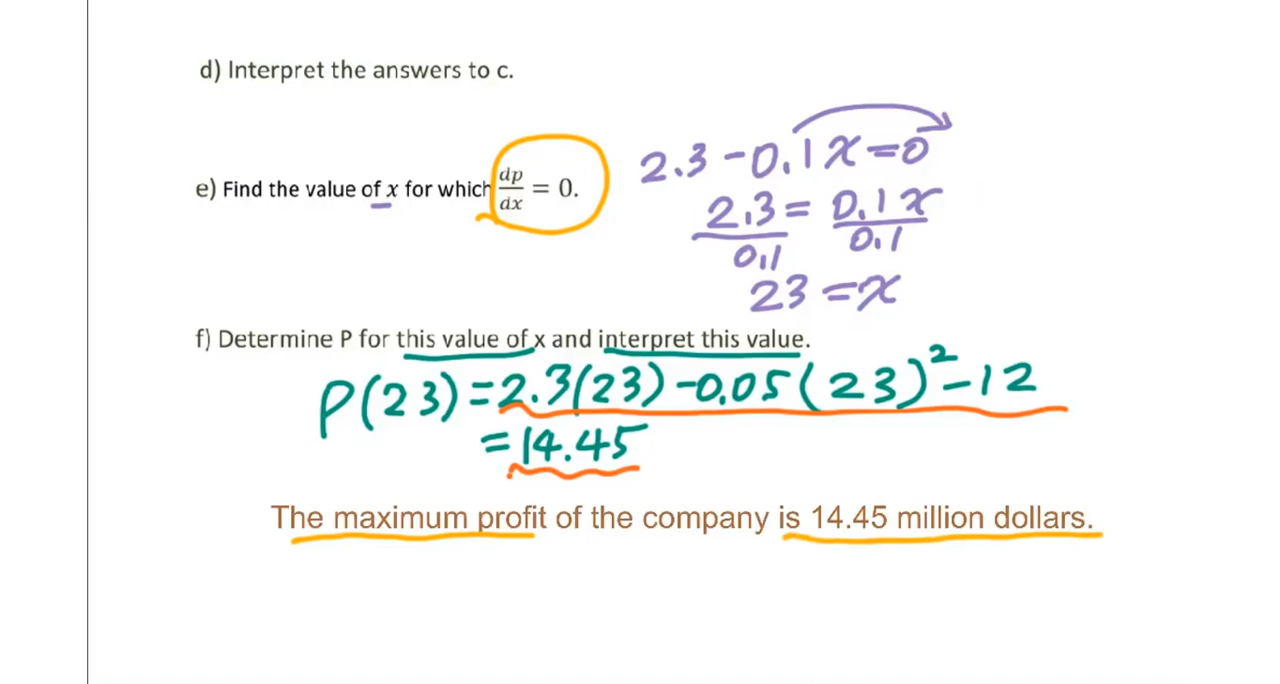 d) Interpret the answers to c.
2.3 - 0.1x = 0
e) Find the value of x for which dp/dx = 0.
2.3 = 0.1x
0.1 0.1
23 = x
f) Determine P for this value of x and interpret this value.
P(23) = 2.3(23) - 0.05(23)² - 12
= 14.45
The maximum profit of the company is 14.45 million dollars.